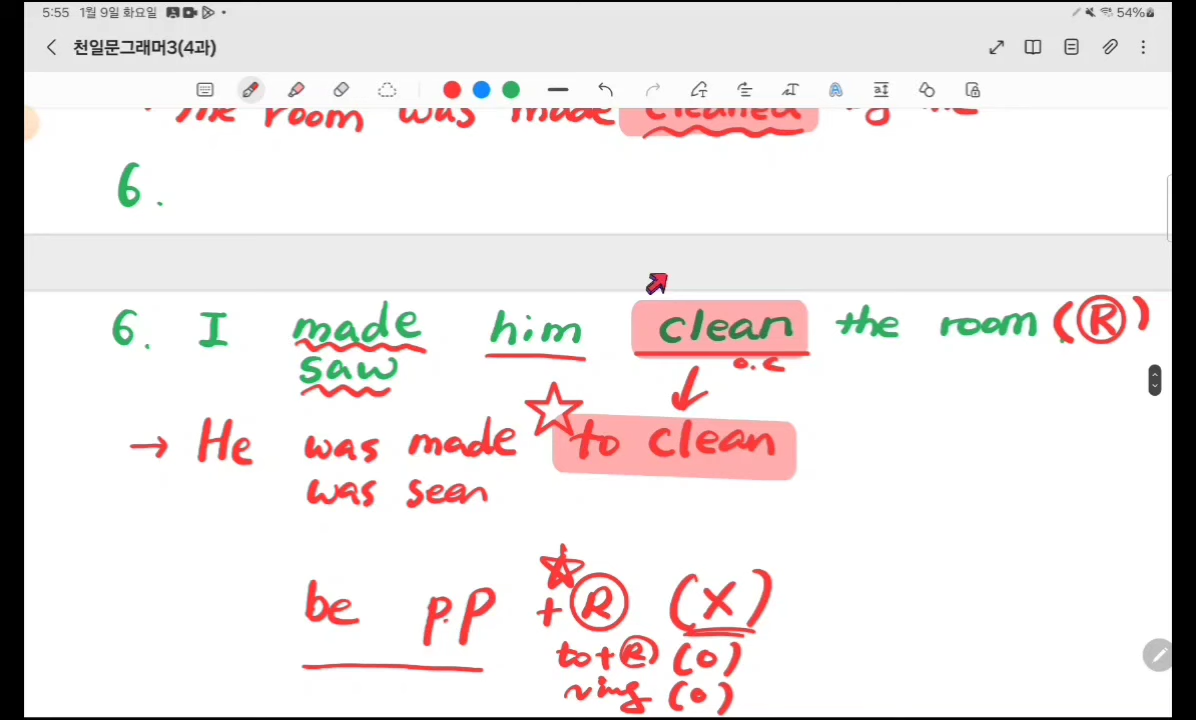 5:55 1월 9일 화요일
54%
천일문그래머3(4과)
The room was made cleaned
6.
6. I made him clean the room (R)
saw
o.c
→ He was made ☆ to clean
was seen
be p.p + R (X)
to+R (O)
ving (O)